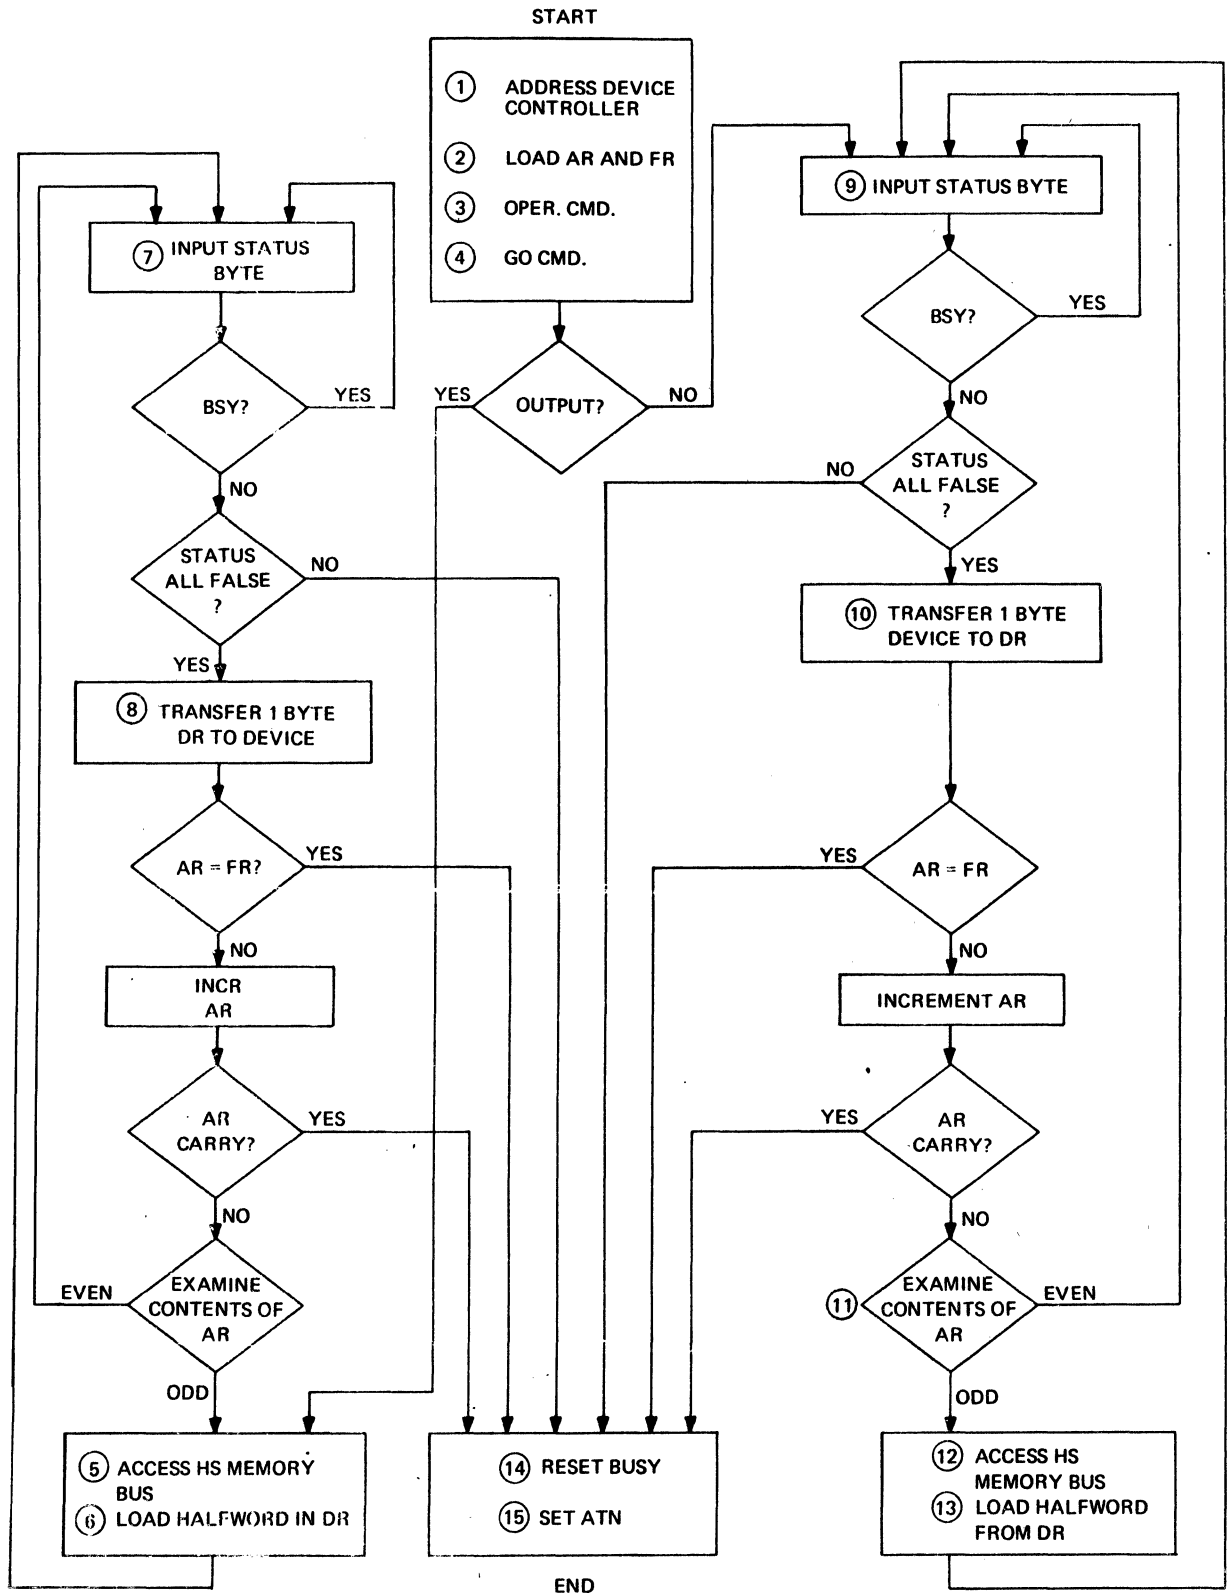 START
1 ADDRESS DEVICE
CONTROLLER
2 LOAD AR AND FR
3 OPER. CMD.
4 GO CMD.
OUTPUT?
YES
NO
7 INPUT STATUS
BYTE
BSY?
YES
NO
STATUS
ALL FALSE
?
NO
YES
8 TRANSFER 1 BYTE
DR TO DEVICE
AR = FR?
YES
NO
INCR
AR
AR
CARRY?
YES
NO
EXAMINE
CONTENTS OF
AR
EVEN
ODD
5 ACCESS HS MEMORY
BUS
6 LOAD HALFWORD IN DR
9 INPUT STATUS BYTE
BSY?
YES
NO
STATUS
ALL FALSE
?
NO
YES
10 TRANSFER 1 BYTE
DEVICE TO DR
AR = FR
YES
NO
INCREMENT AR
AR
CARRY?
YES
NO
11
EXAMINE
CONTENTS OF
AR
EVEN
ODD
12 ACCESS HS
MEMORY BUS
13 LOAD HALFWORD
FROM DR
14 RESET BUSY
15 SET ATN
END